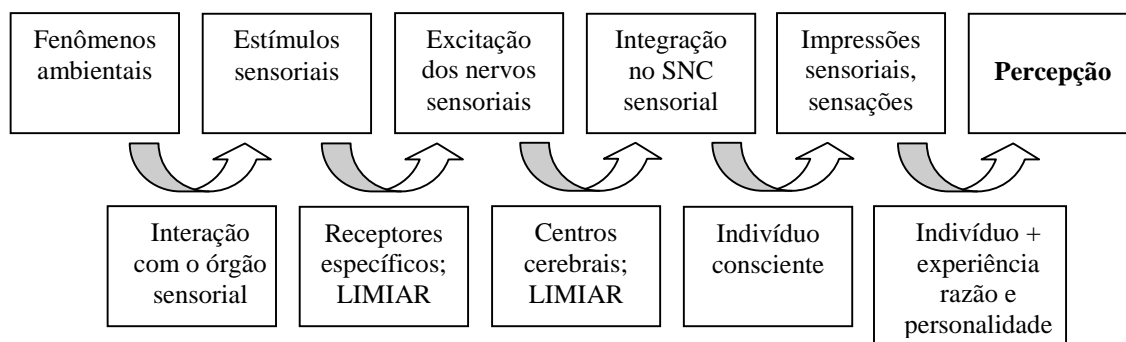 Fenômenos
ambientais
Estímulos
sensoriais
Excitação
dos nervos
sensoriais
Integração
no SNC
sensorial
Impressões
sensoriais,
sensações
Percepção
Interação
com o órgão
sensorial
Receptores
específicos;
LIMIAR
Centros
cerebrais;
LIMIAR
Indivíduo
consciente
Indivíduo +
experiência
razão e
personalidade